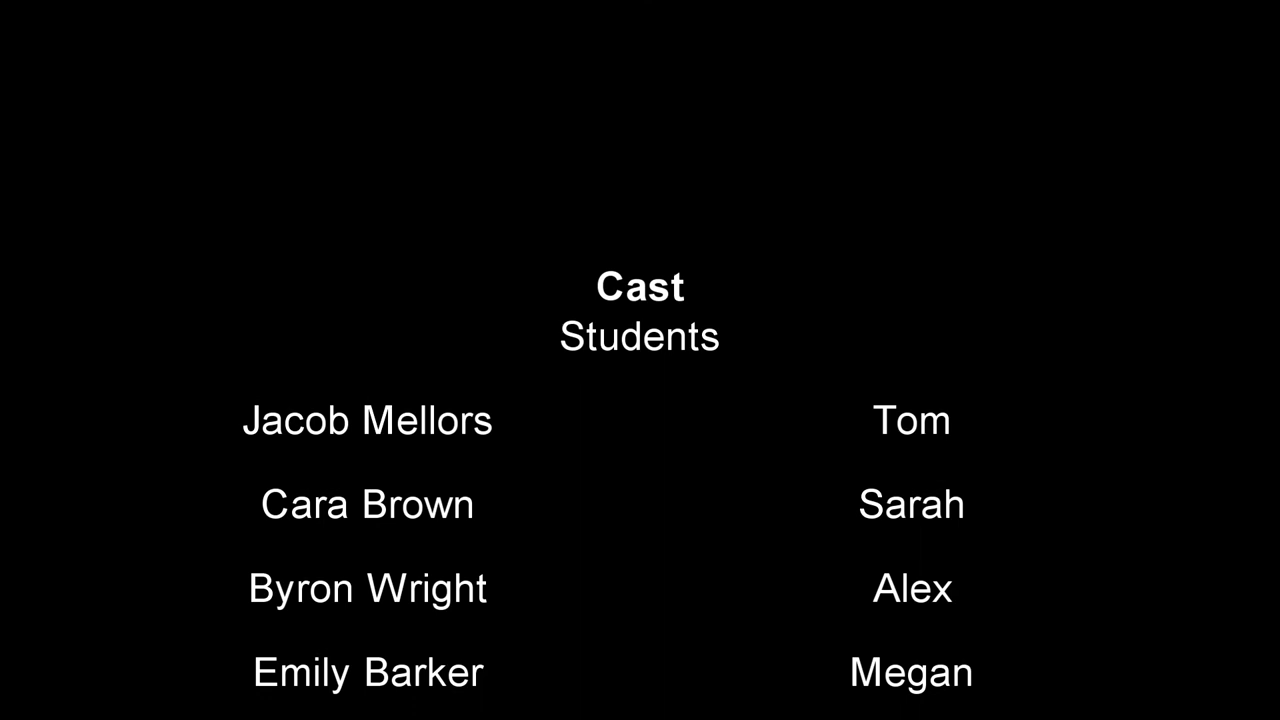 Cast
Students
Jacob Mellors Tom
Cara Brown Sarah
Byron Wright Alex
Emily Barker Megan